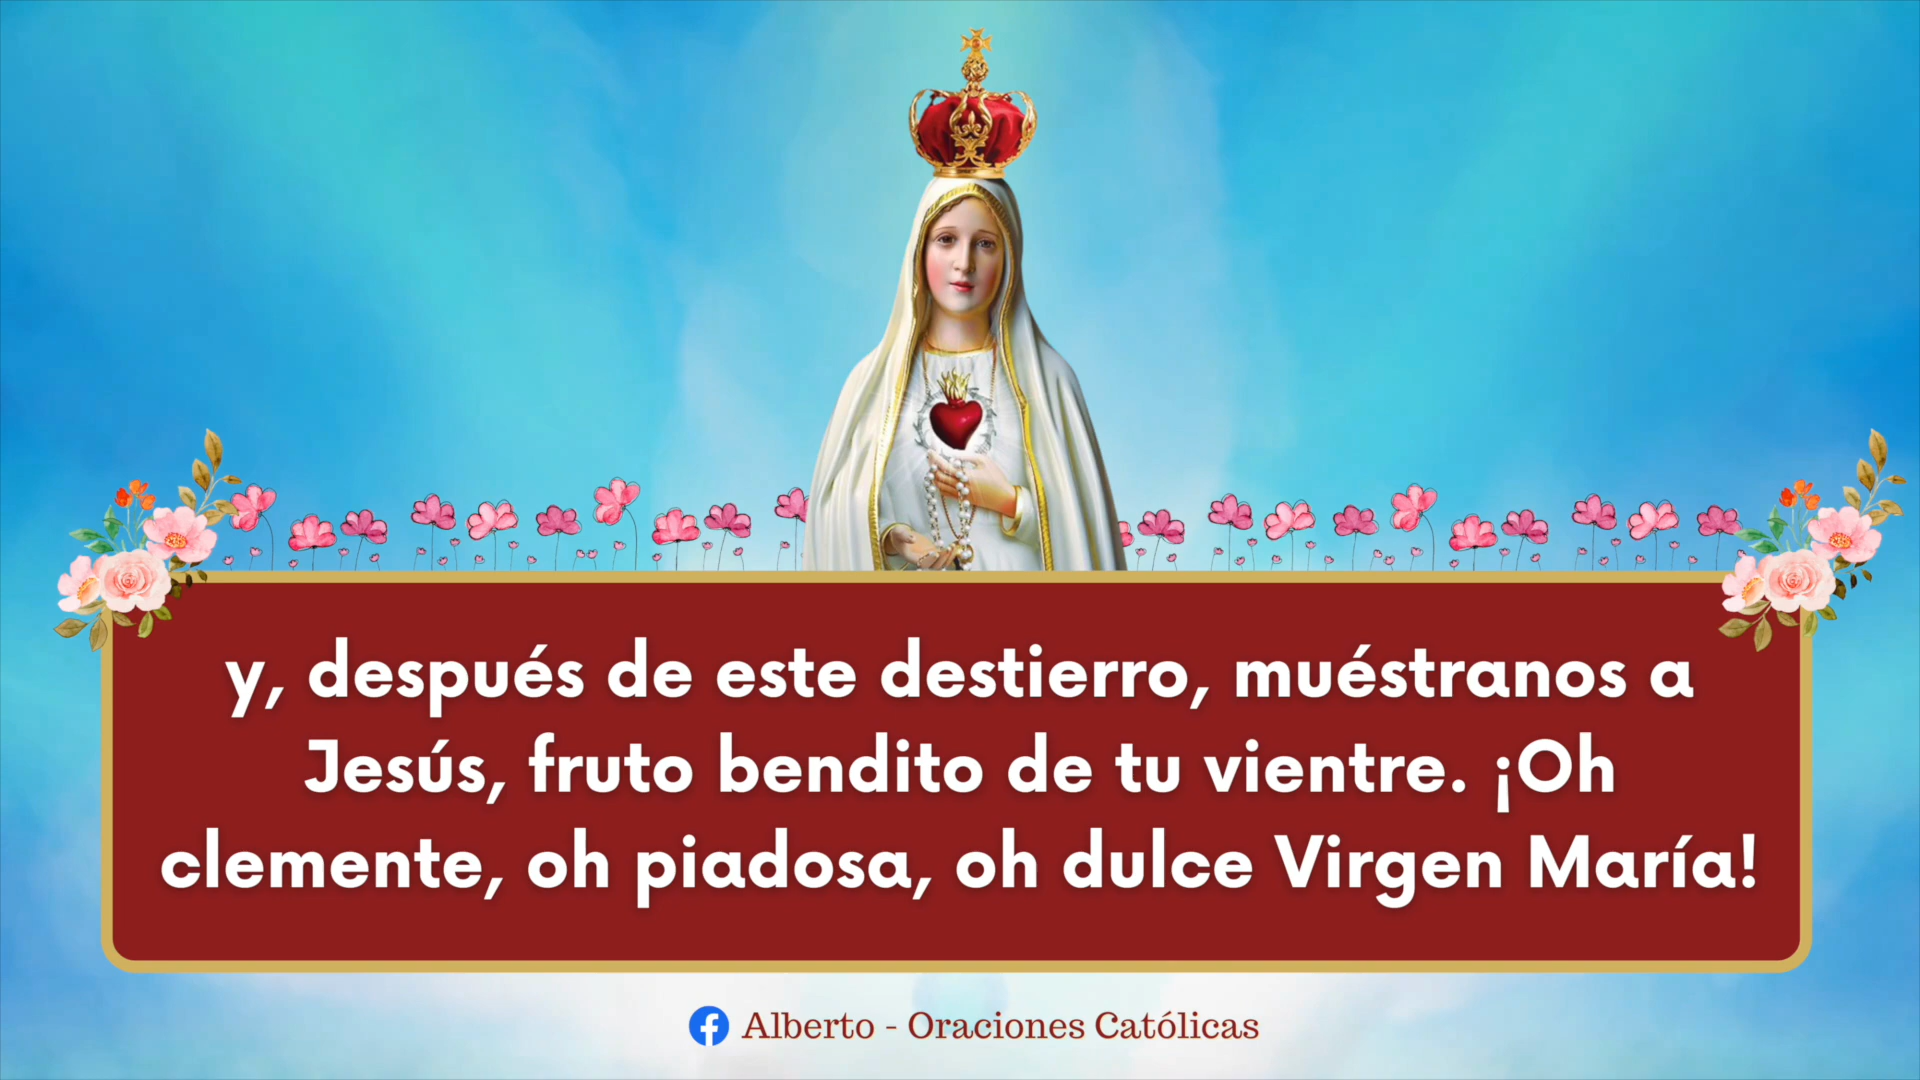 y, después de este destierro, muéstranos a
Jesús, fruto bendito de tu vientre. ¡Oh
clemente, oh piadosa, oh dulce Virgen María!
Alberto - Oraciones Católicas